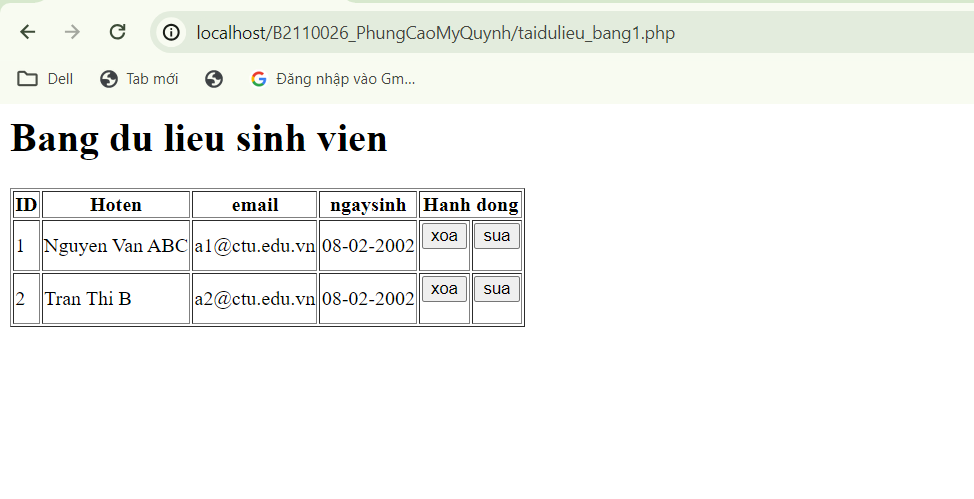 localhost/B2110026_PhungCaoMyQuynh/taidulieu_bang1.php
Dell Tab mới Đăng nhập vào Gm...
Bang du lieu sinh vien
ID Hoten email ngaysinh Hanh dong
1 Nguyen Van ABC a1@ctu.edu.vn 08-02-2002 xoa sua
2 Tran Thi B a2@ctu.edu.vn 08-02-2002 xoa sua